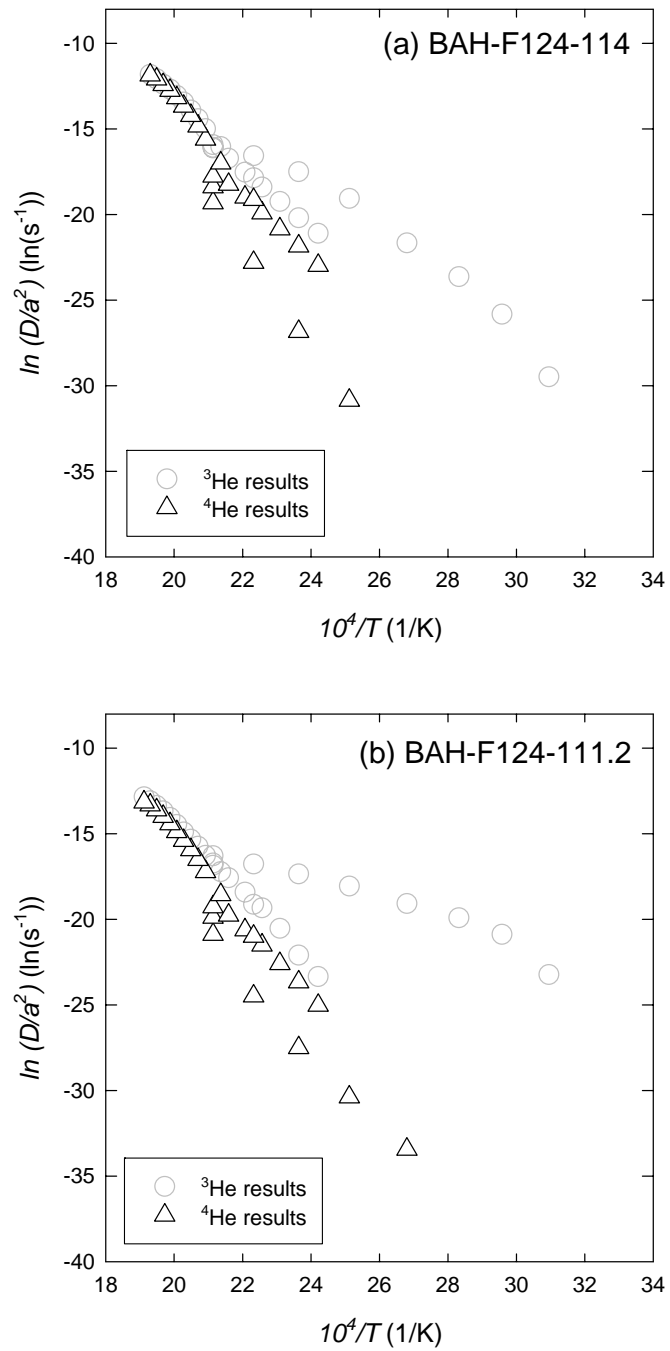 (a) BAH-F124-114
-10
-15
-20
-25
-30
-35
-40
ln (D/a²) (ln(s⁻¹))
³He results
⁴He results
18 20 22 24 26 28 30 32 34
10⁴/T (1/K)
(b) BAH-F124-111.2
-10
-15
-20
-25
-30
-35
-40
ln (D/a²) (ln(s⁻¹))
³He results
⁴He results
18 20 22 24 26 28 30 32 34
10⁴/T (1/K)